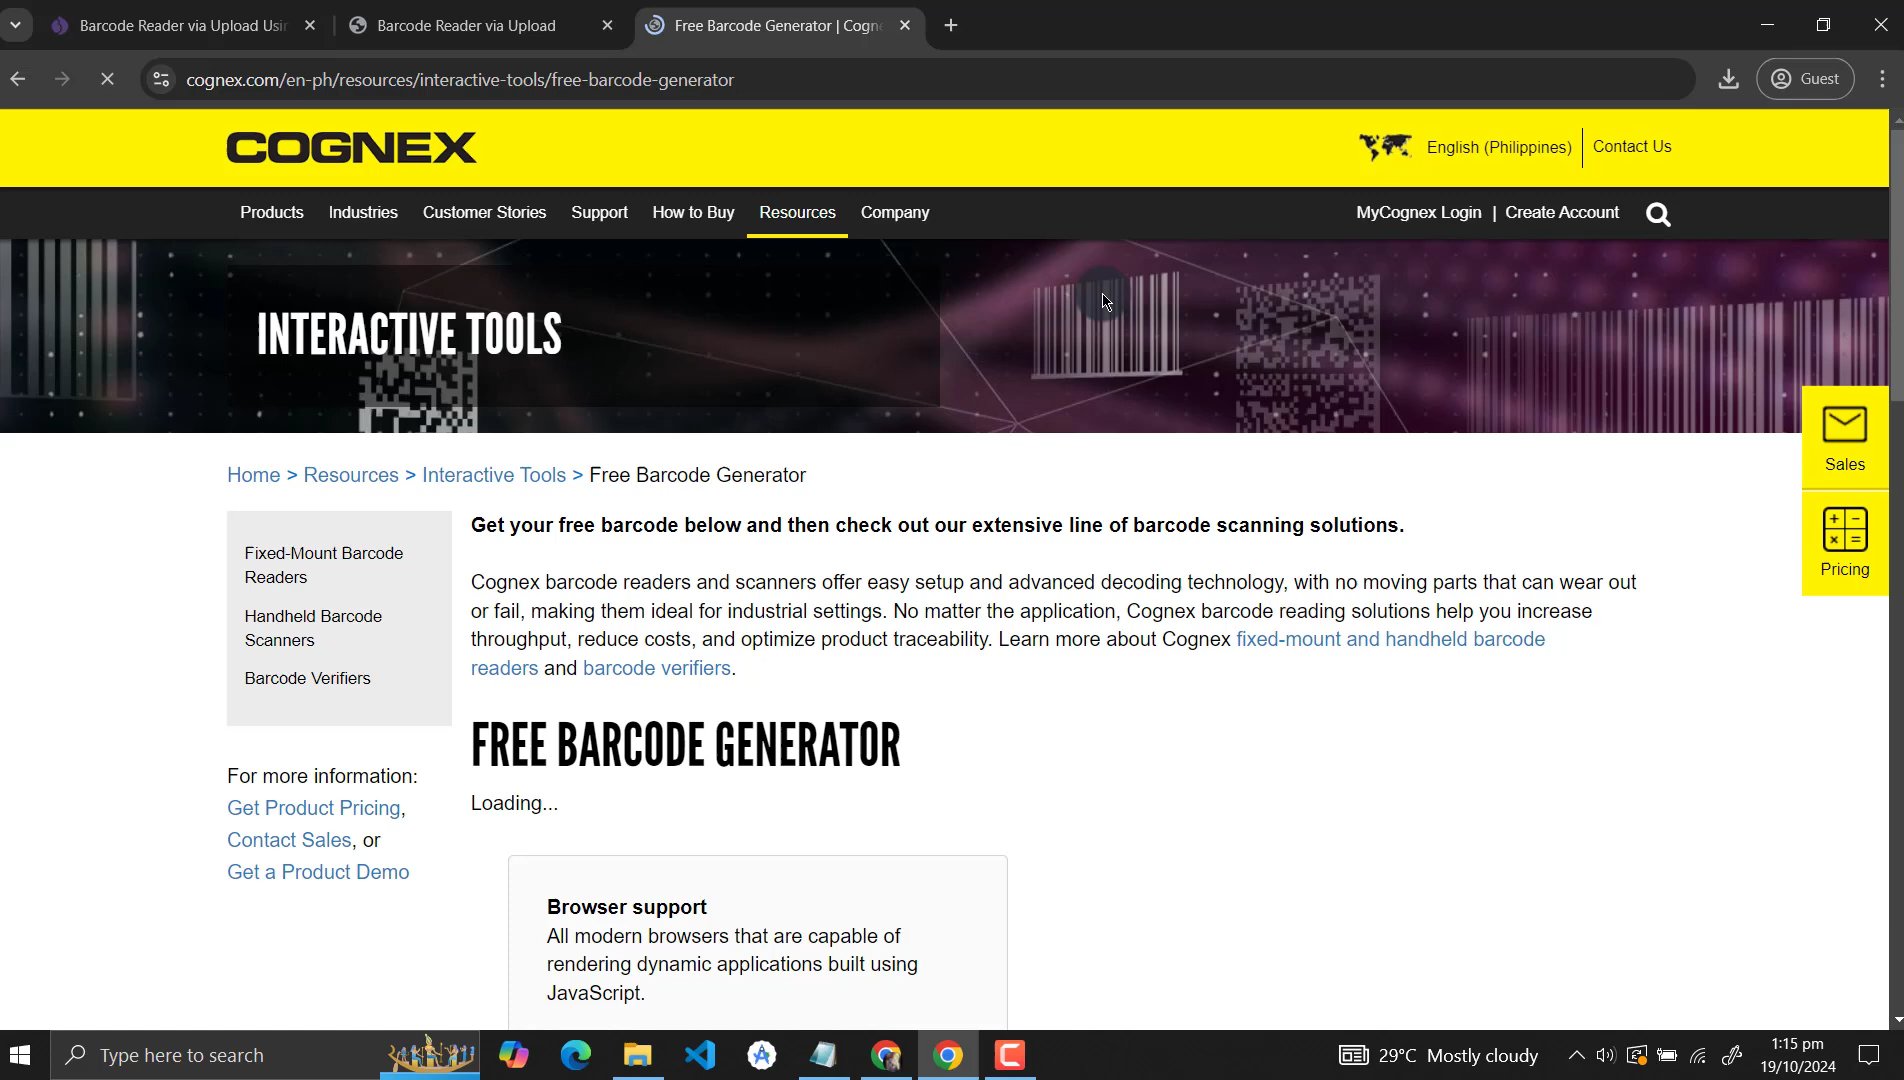 Barcode Reader via Upload Usin
Barcode Reader via Upload
Free Barcode Generator | Cogne
cognex.com/en-ph/resources/interactive-tools/free-barcode-generator
Guest
COGNEX
English (Philippines)
Contact Us
Products
Industries
Customer Stories
Support
How to Buy
Resources
Company
MyCognex Login | Create Account
INTERACTIVE TOOLS
Sales
Pricing
Home > Resources > Interactive Tools > Free Barcode Generator
Fixed-Mount Barcode
Readers
Handheld Barcode
Scanners
Barcode Verifiers
For more information:
Get Product Pricing,
Contact Sales, or
Get a Product Demo
Get your free barcode below and then check out our extensive line of barcode scanning solutions.
Cognex barcode readers and scanners offer easy setup and advanced decoding technology, with no moving parts that can wear out
or fail, making them ideal for industrial settings. No matter the application, Cognex barcode reading solutions help you increase
throughput, reduce costs, and optimize product traceability. Learn more about Cognex fixed-mount and handheld barcode
readers and barcode verifiers.
FREE BARCODE GENERATOR
Loading...
Browser support
All modern browsers that are capable of
rendering dynamic applications built using
JavaScript.
Type here to search
29°C Mostly cloudy
1:15 pm
19/10/2024